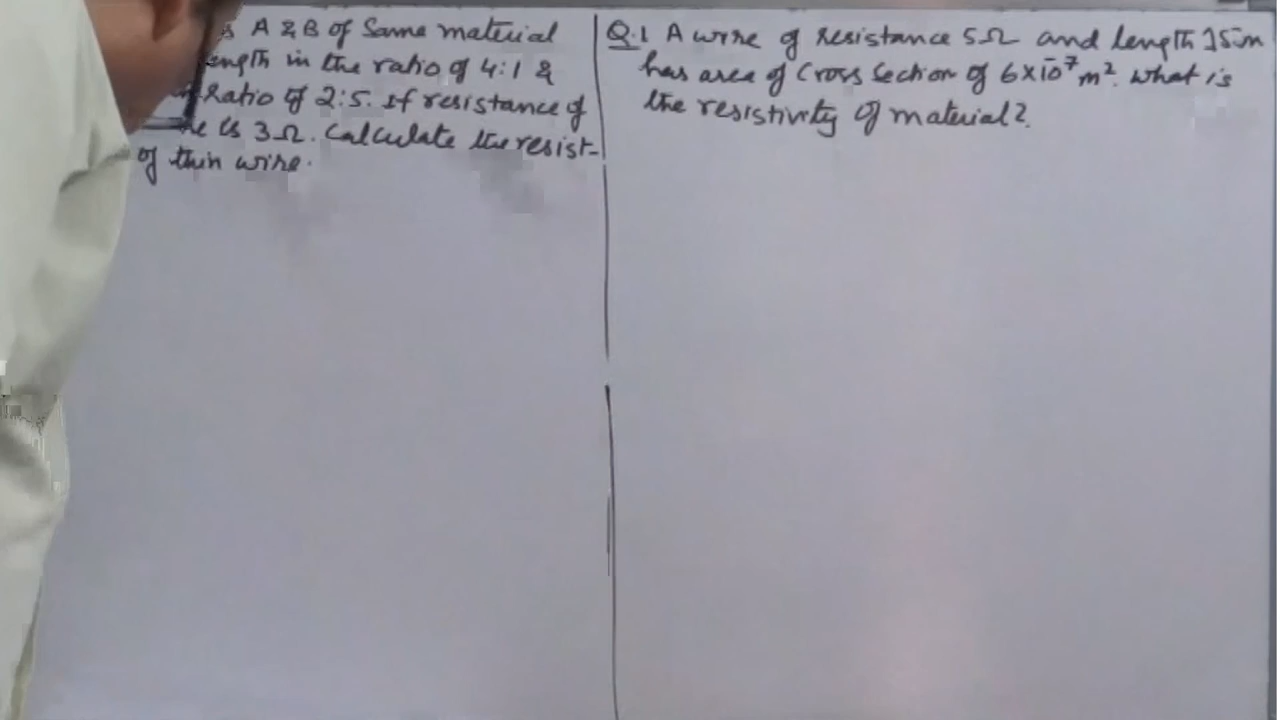 A & B of Same material
length in the ratio of 4:1 &
Ratio of 2:5. If resistance of
is 3Ω. Calculate the resist-
of thin wire.
Q.1 A wire of resistance 5Ω and length 15m
has area of Cross Section of 6×10⁻⁷ m². what is
the resistivity of material?